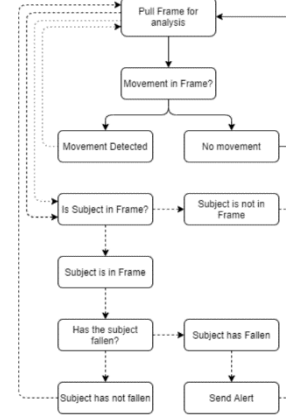 Pull Frame for
analysis
Movement in Frame?
Movement Detected
No movement
Is Subject in Frame?
Subject is not in
Frame
Subject is in Frame
Has the subject
fallen?
Subject has Fallen
Subject has not fallen
Send Alert